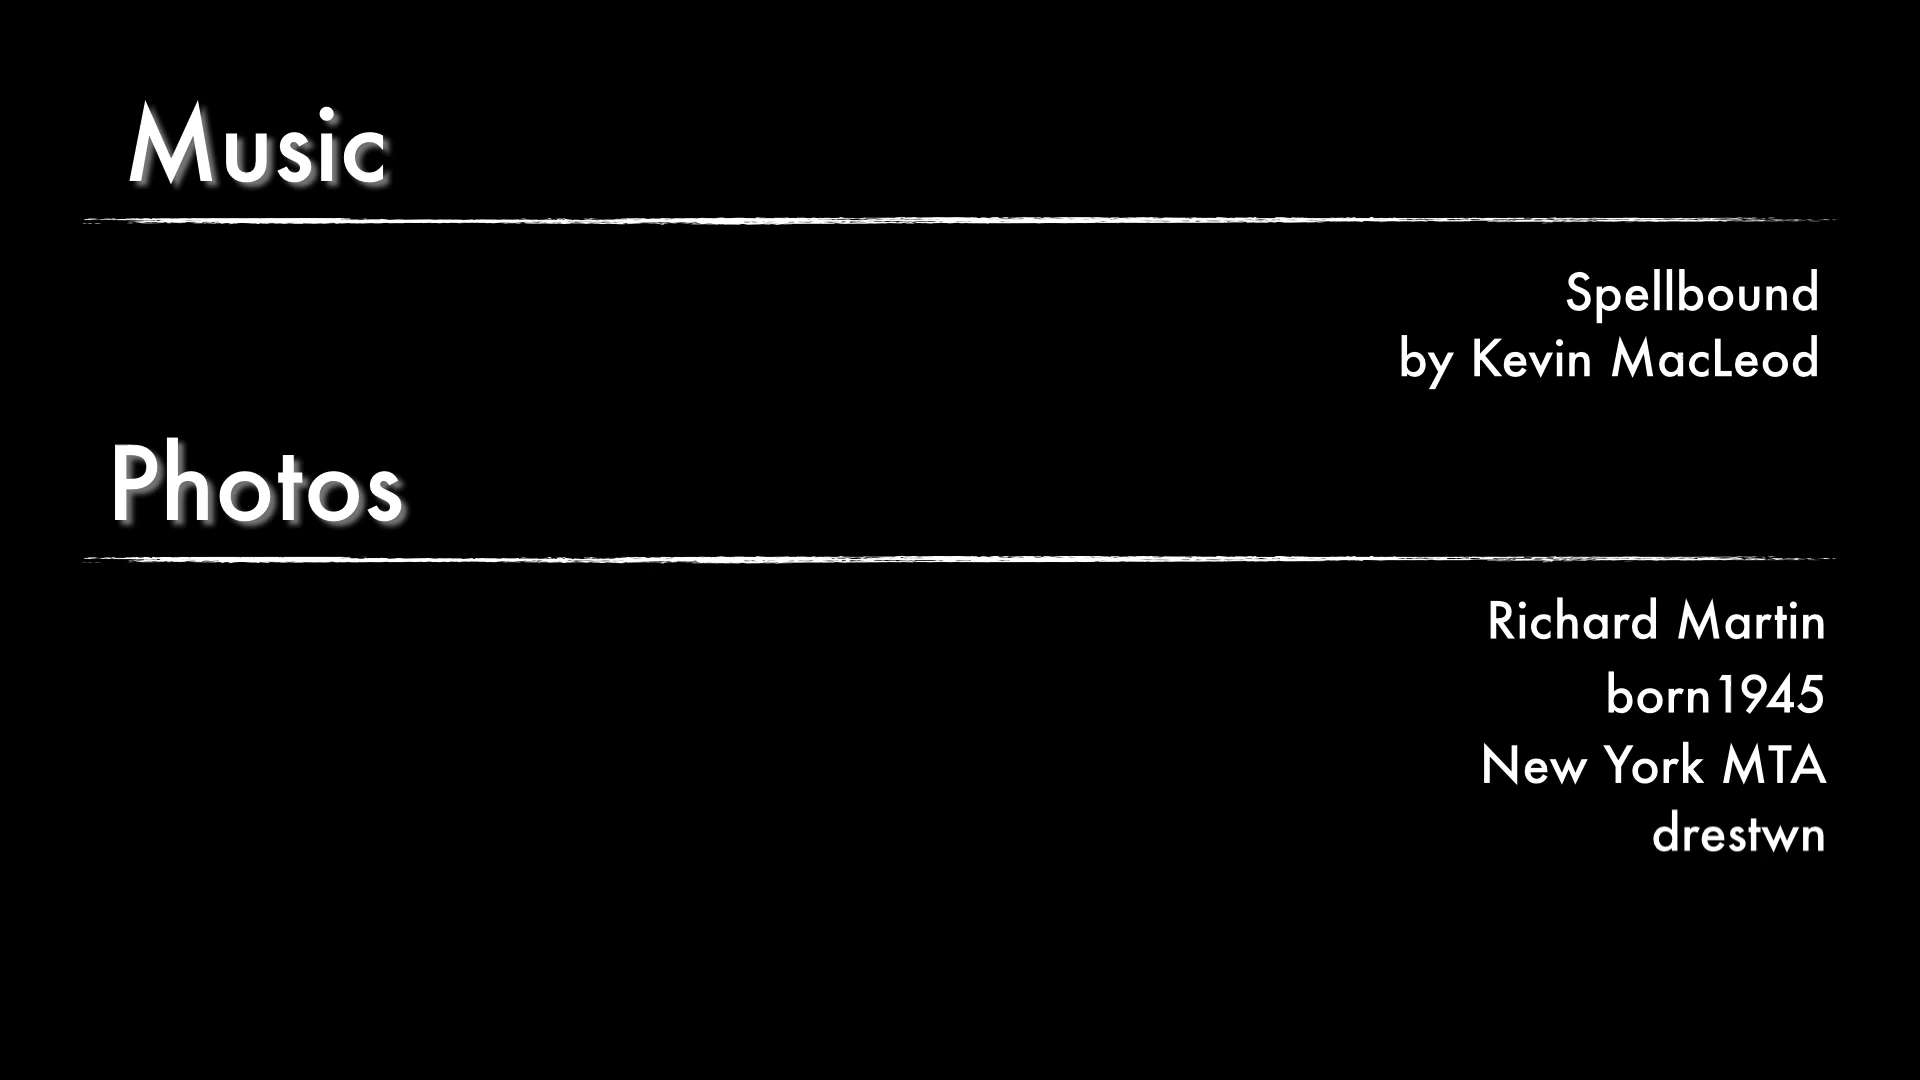 Music
Spellbound
by Kevin MacLeod
Photos
Richard Martin
born1945
New York MTA
drestwn